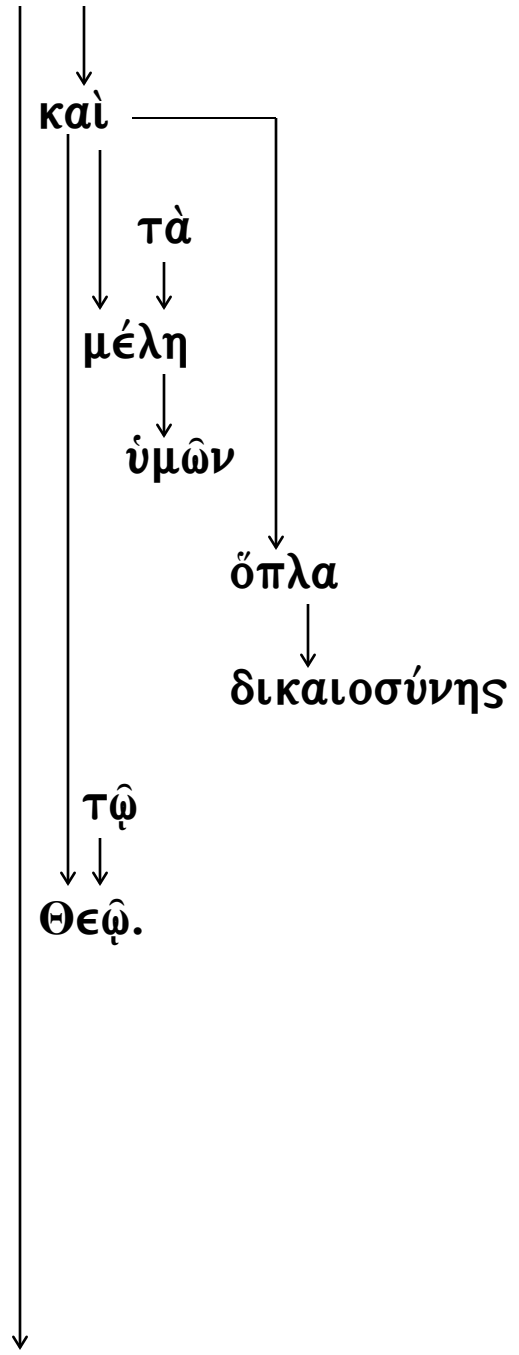 καὶ
τὰ
μέλη
ὑμῶν
ὅπλα
δικαιοσύνης
τῷ
Θεῷ.